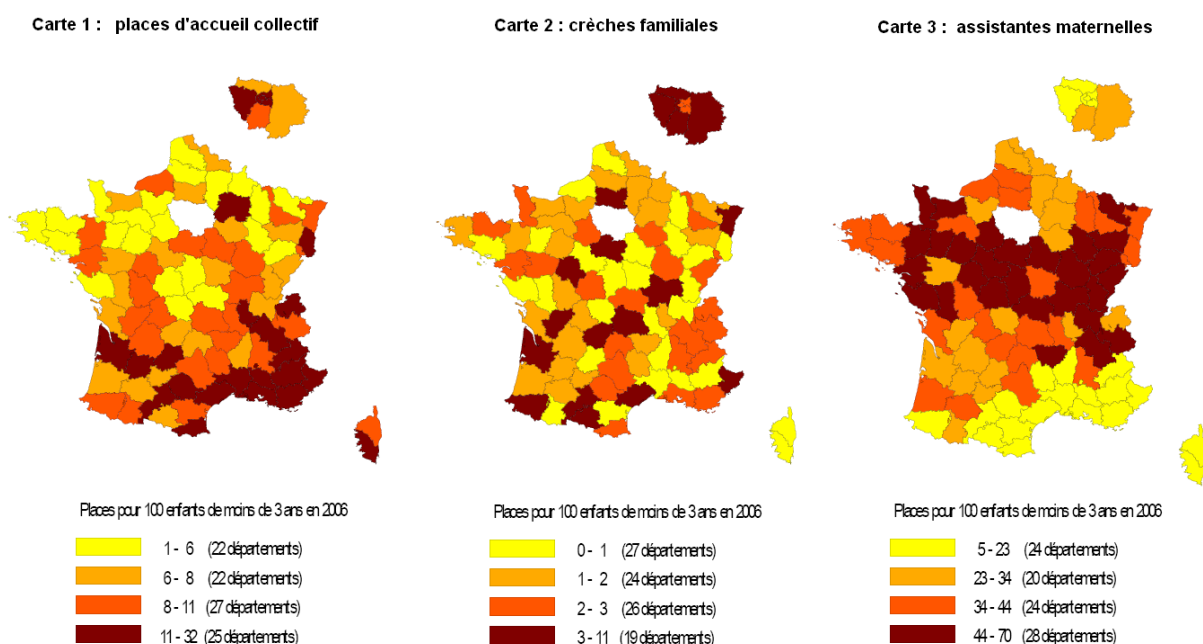 Carte 1 : places d'accueil collectif
Carte 2 : crèches familiales
Carte 3 : assistantes maternelles
Places pour 100 enfants de moins de 3 ans en 2006
1 - 6 (22 départements)
6 - 8 (22 départements)
8 - 11 (27 départements)
11 - 32 (25 départements)
Places pour 100 enfants de moins de 3 ans en 2006
0 - 1 (27 départements)
1 - 2 (24 départements)
2 - 3 (26 départements)
3 - 11 (19 départements)
Places pour 100 enfants de moins de 3 ans en 2006
5 - 23 (24 départements)
23 - 34 (20 départements)
34 - 44 (24 départements)
44 - 70 (28 départements)